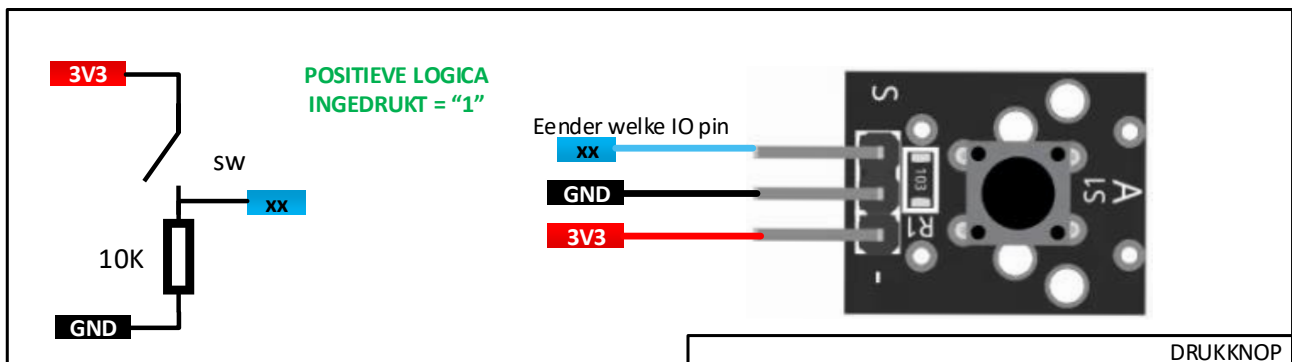 3V3
POSITIEVE LOGICA
INGEDRUKT = “1”
SW
xx
10K
GND
Eender welke IO pin
xx
GND
3V3
S
103
R1
-
A
S1
DRUKKNOP